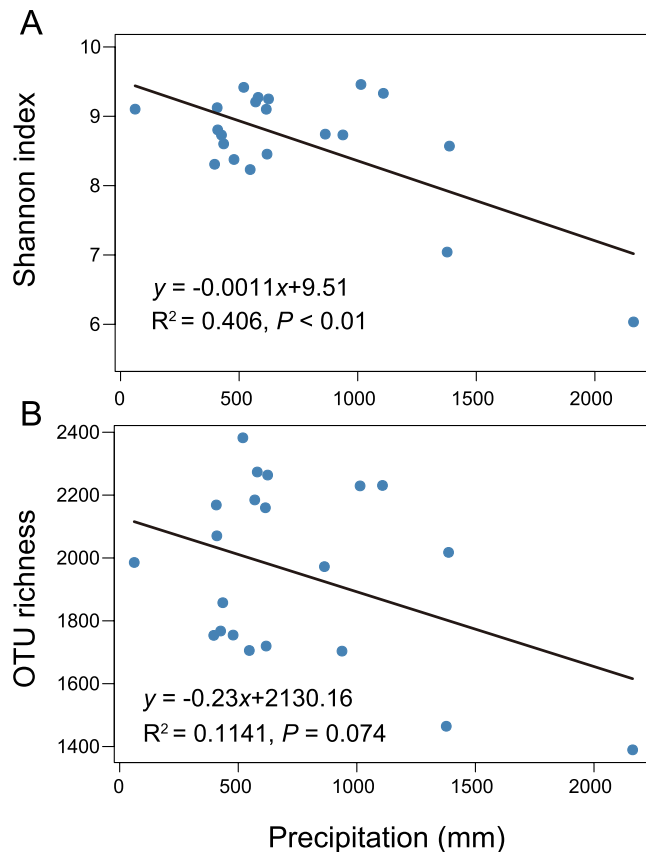 A
Shannon index
10
9
8
7
6
y = -0.0011x+9.51
R² = 0.406, P < 0.01
0 500 1000 1500 2000
B
OTU richness
2400
2200
2000
1800
1600
1400
y = -0.23x+2130.16
R² = 0.1141, P = 0.074
0 500 1000 1500 2000
Precipitation (mm)